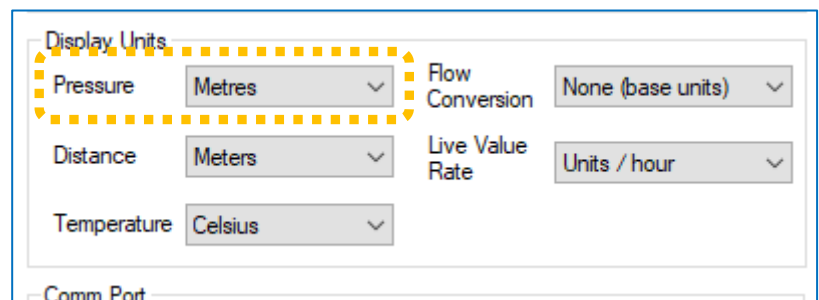 Display Units
Pressure Metres
Flow Conversion None (base units)
Distance Meters
Live Value Rate Units / hour
Temperature Celsius
Comm Port